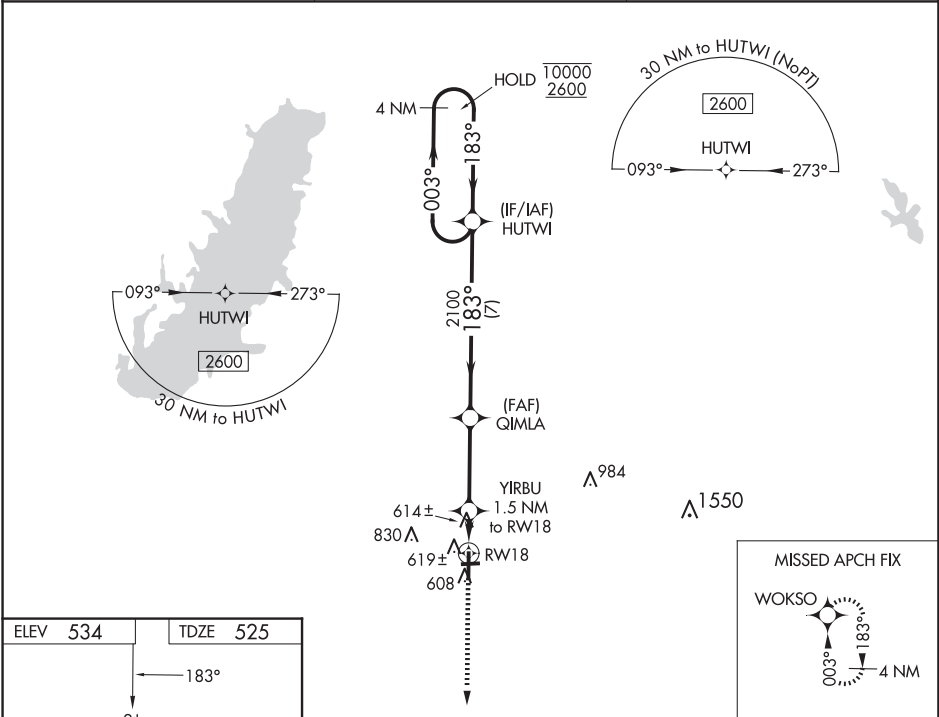 HOLD 10000
2600
4 NM
183°
003°
(IF/IAF)
HUTWI
30 NM to HUTWI (NoPT)
2600
HUTWI
093°
273°
093°
273°
HUTWI
2600
30 NM to HUTWI
2100
183°
(7)
(FAF)
QIMLA
984
1550
YIRBU
1.5 NM
to RW18
614±
830
619±
RW18
608
MISSED APCH FIX
WOKSO
183°
003°
4 NM
ELEV 534
TDZE 525
183°